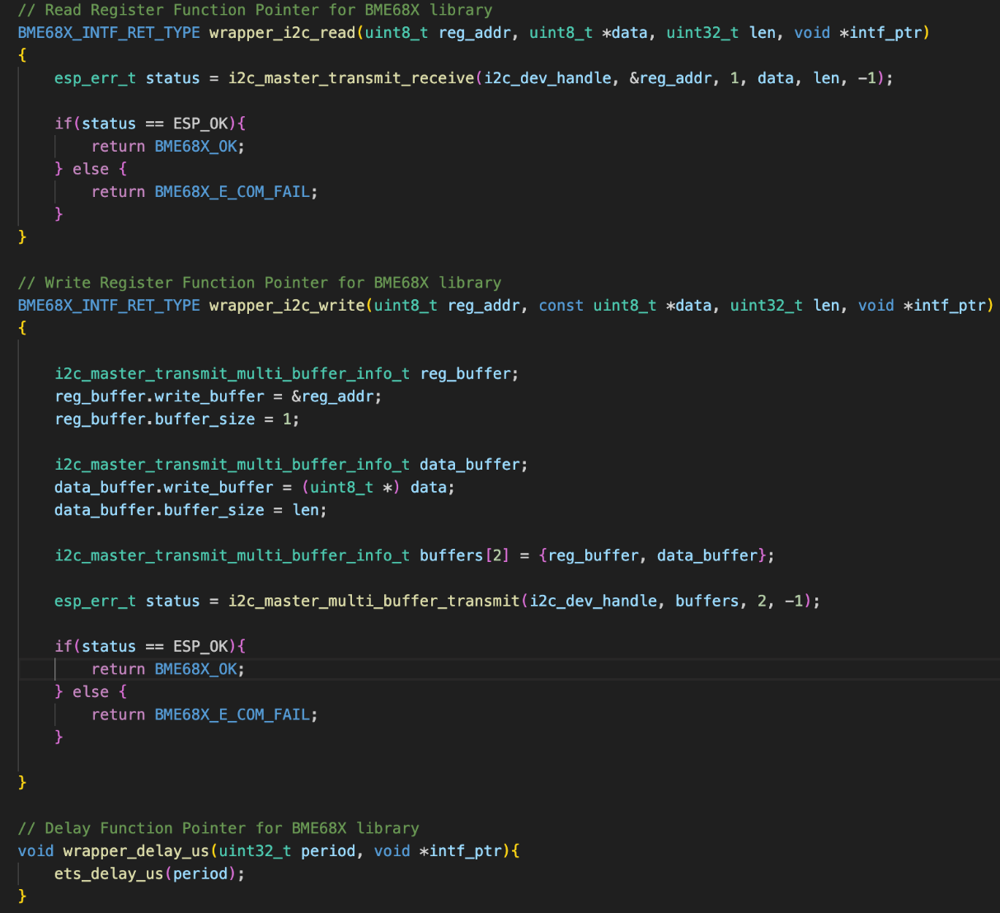 // Read Register Function Pointer for BME68X library
BME68X_INTF_RET_TYPE wrapper_i2c_read(uint8_t reg_addr, uint8_t *data, uint32_t len, void *intf_ptr)
{
    esp_err_t status = i2c_master_transmit_receive(i2c_dev_handle, &reg_addr, 1, data, len, -1);

    if(status == ESP_OK){
        return BME68X_OK;
    } else {
        return BME68X_E_COM_FAIL;
    }
}

// Write Register Function Pointer for BME68X library
BME68X_INTF_RET_TYPE wrapper_i2c_write(uint8_t reg_addr, const uint8_t *data, uint32_t len, void *intf_ptr)
{

    i2c_master_transmit_multi_buffer_info_t reg_buffer;
    reg_buffer.write_buffer = &reg_addr;
    reg_buffer.buffer_size = 1;

    i2c_master_transmit_multi_buffer_info_t data_buffer;
    data_buffer.write_buffer = (uint8_t *) data;
    data_buffer.buffer_size = len;

    i2c_master_transmit_multi_buffer_info_t buffers[2] = {reg_buffer, data_buffer};

    esp_err_t status = i2c_master_multi_buffer_transmit(i2c_dev_handle, buffers, 2, -1);

    if(status == ESP_OK){
        return BME68X_OK;
    } else {
        return BME68X_E_COM_FAIL;
    }

}

// Delay Function Pointer for BME68X library
void wrapper_delay_us(uint32_t period, void *intf_ptr){
    ets_delay_us(period);
}